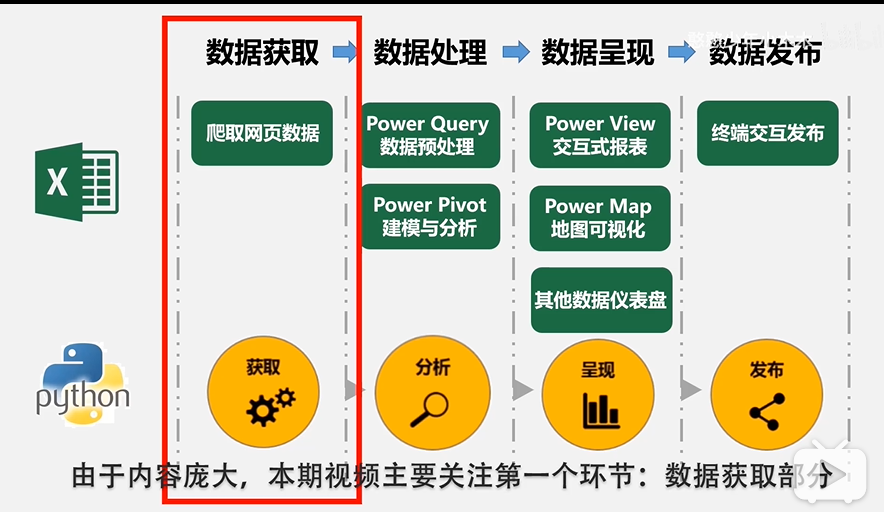 数据获取
数据处理
数据呈现
数据发布
X
爬取网页数据
Power Query
数据预处理
Power View
交互式报表
终端交互发布
Power Pivot
建模与分析
Power Map
地图可视化
其他数据仪表盘
python
获取
分析
呈现
发布
由于内容庞大，本期视频主要关注第一个环节：数据获取部分